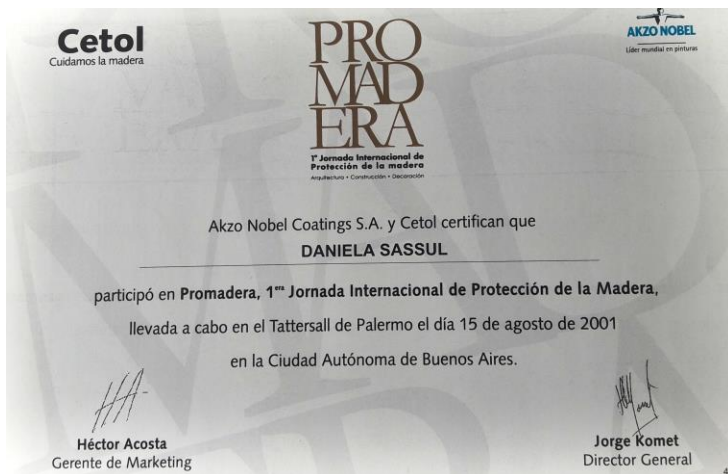 Cetol
Cuidamos la madera
PRO
MAD
ERA
1ª Jornada Internacional de
Protección de la madera
Arquitectura • Construcción • Decoración
AKZO NOBEL
Líder mundial en pinturas
Akzo Nobel Coatings S.A. y Cetol certifican que
DANIELA SASSUL
participó en Promadera, 1era Jornada Internacional de Protección de la Madera,
llevada a cabo en el Tattersall de Palermo el día 15 de agosto de 2001
en la Ciudad Autónoma de Buenos Aires.
Héctor Acosta
Gerente de Marketing
Jorge Komet
Director General